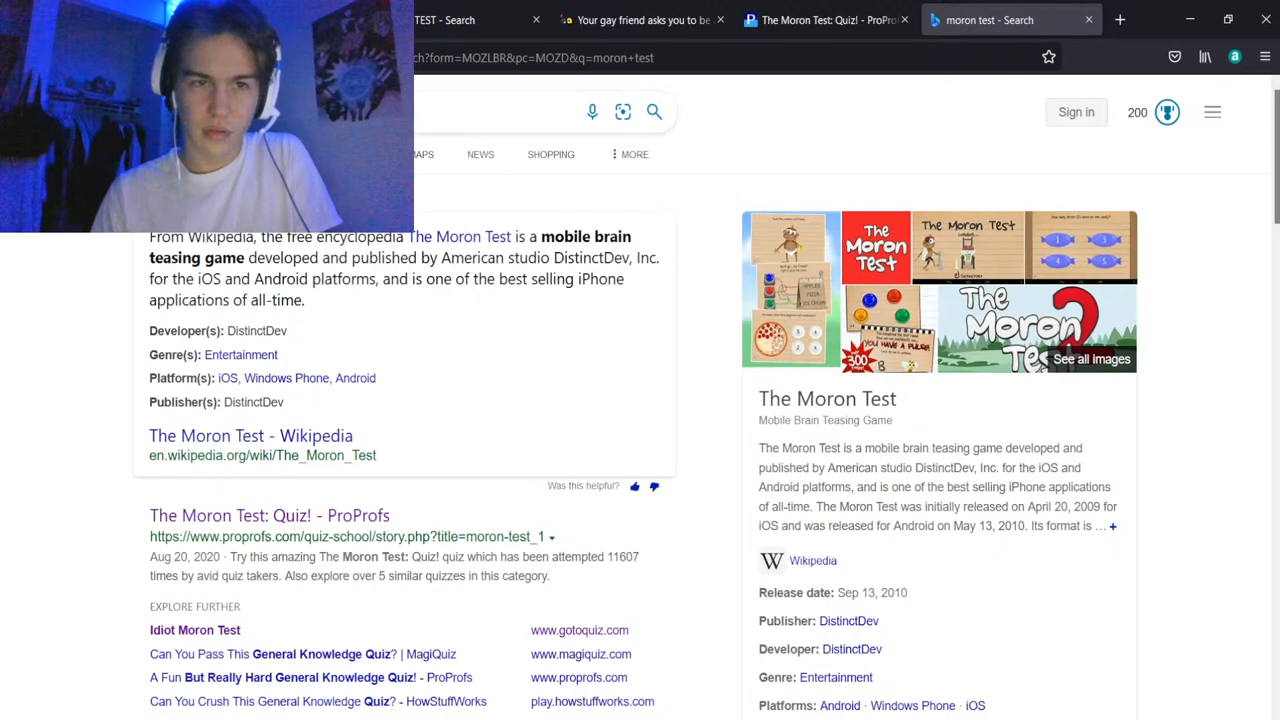 TEST - Search
Your gay friend asks you to be
The Moron Test: Quiz! - ProPro
moron test - Search
ch?form=MOZLBR&pc=MOZD&q=moron+test
Sign in
200
MAPS NEWS SHOPPING MORE
From Wikipedia, the free encyclopedia The Moron Test is a mobile brain
teasing game developed and published by American studio DistinctDev, Inc.
for the iOS and Android platforms, and is one of the best selling iPhone
applications of all-time.
Developer(s): DistinctDev
Genre(s): Entertainment
Platform(s): iOS, Windows Phone, Android
Publisher(s): DistinctDev
The Moron Test - Wikipedia
en.wikipedia.org/wiki/The_Moron_Test
Was this helpful?
The Moron Test: Quiz! - ProProfs
https://www.proprofs.com/quiz-school/story.php?title=moron-test_1
Aug 20, 2020 · Try this amazing The Moron Test: Quiz! quiz which has been attempted 11607
times by avid quiz takers. Also explore over 5 similar quizzes in this category.
EXPLORE FURTHER
Idiot Moron Test www.gotoquiz.com
Can You Pass This General Knowledge Quiz? | MagiQuiz www.magiquiz.com
A Fun But Really Hard General Knowledge Quiz! - ProProfs www.proprofs.com
Can You Crush This General Knowledge Quiz? - HowStuffWorks play.howstuffworks.com
THE
MORON
TEST
The Moron Test
1 3
4 5
APPLES
PIZZA
ICE CREAM
YOU HAVE A PULSE
300
B
The
Moron
Tes
See all images
The Moron Test
Mobile Brain Teasing Game
The Moron Test is a mobile brain teasing game developed and
published by American studio DistinctDev, Inc. for the iOS and
Android platforms, and is one of the best selling iPhone applications
of all-time. The Moron Test was initially released on April 20, 2009 for
iOS and was released for Android on May 13, 2010. Its format is … +
W Wikipedia
Release date: Sep 13, 2010
Publisher: DistinctDev
Developer: DistinctDev
Genre: Entertainment
Platforms: Android · Windows Phone · iOS